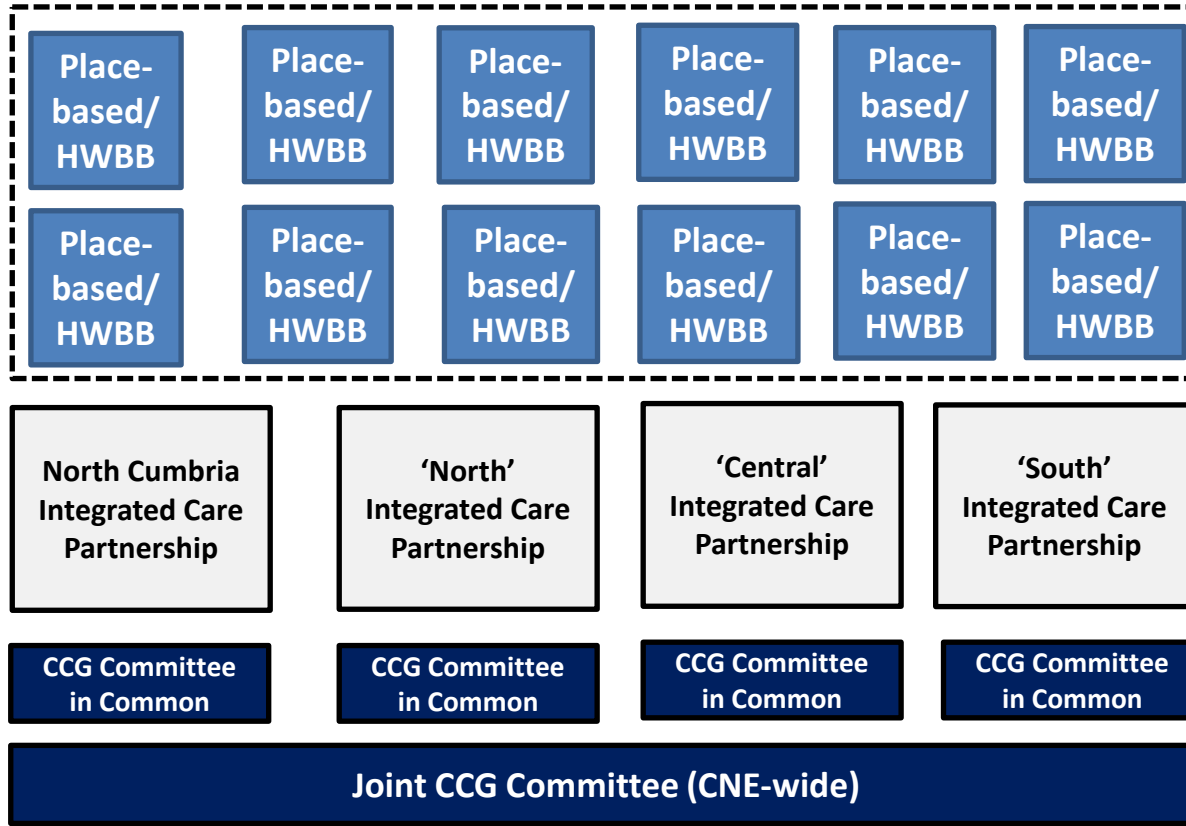 Place-
based/
HWBB
Place-
based/
HWBB
Place-
based/
HWBB
Place-
based/
HWBB
Place-
based/
HWBB
Place-
based/
HWBB
Place-
based/
HWBB
Place-
based/
HWBB
Place-
based/
HWBB
Place-
based/
HWBB
Place-
based/
HWBB
Place-
based/
HWBB
North Cumbria
Integrated Care
Partnership
‘North’
Integrated Care
Partnership
‘Central’
Integrated Care
Partnership
‘South’
Integrated Care
Partnership
CCG Committee
in Common
CCG Committee
in Common
CCG Committee
in Common
CCG Committee
in Common
Joint CCG Committee (CNE-wide)